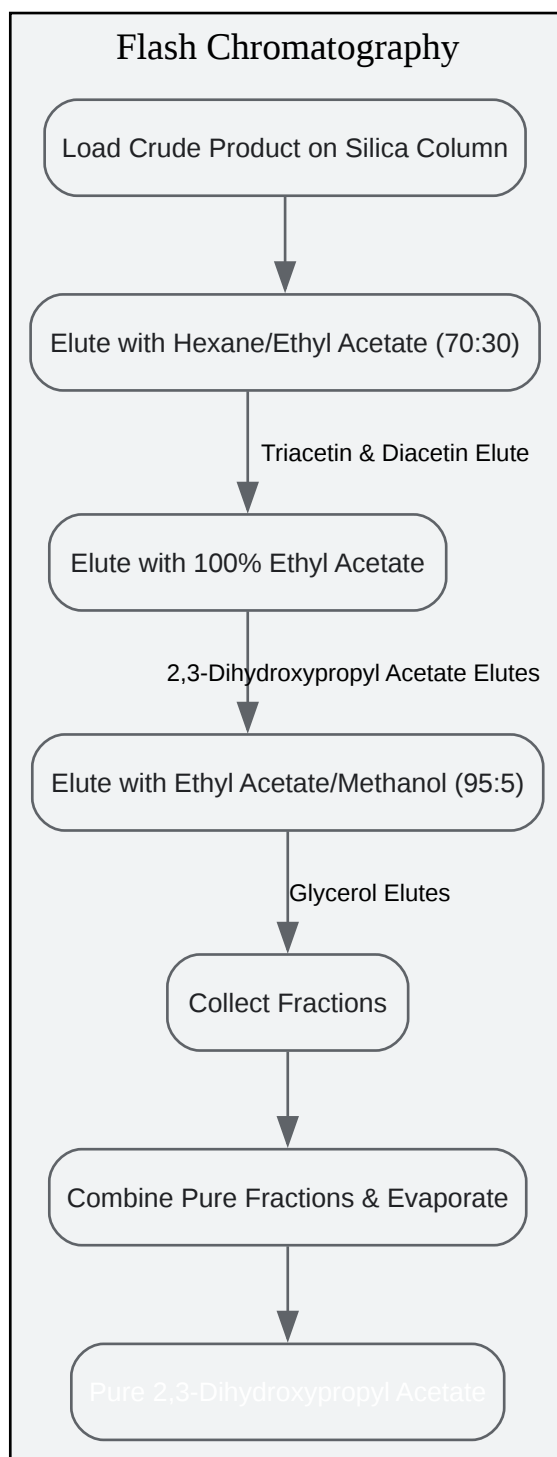 Flash Chromatography
Load Crude Product on Silica Column
Elute with Hexane/Ethyl Acetate (70:30)
Triacetin & Diacetin Elute
Elute with 100% Ethyl Acetate
2,3-Dihydroxypropyl Acetate Elutes
Elute with Ethyl Acetate/Methanol (95:5)
Glycerol Elutes
Collect Fractions
Combine Pure Fractions & Evaporate
Pure 2,3-Dihydroxypropyl Acetate